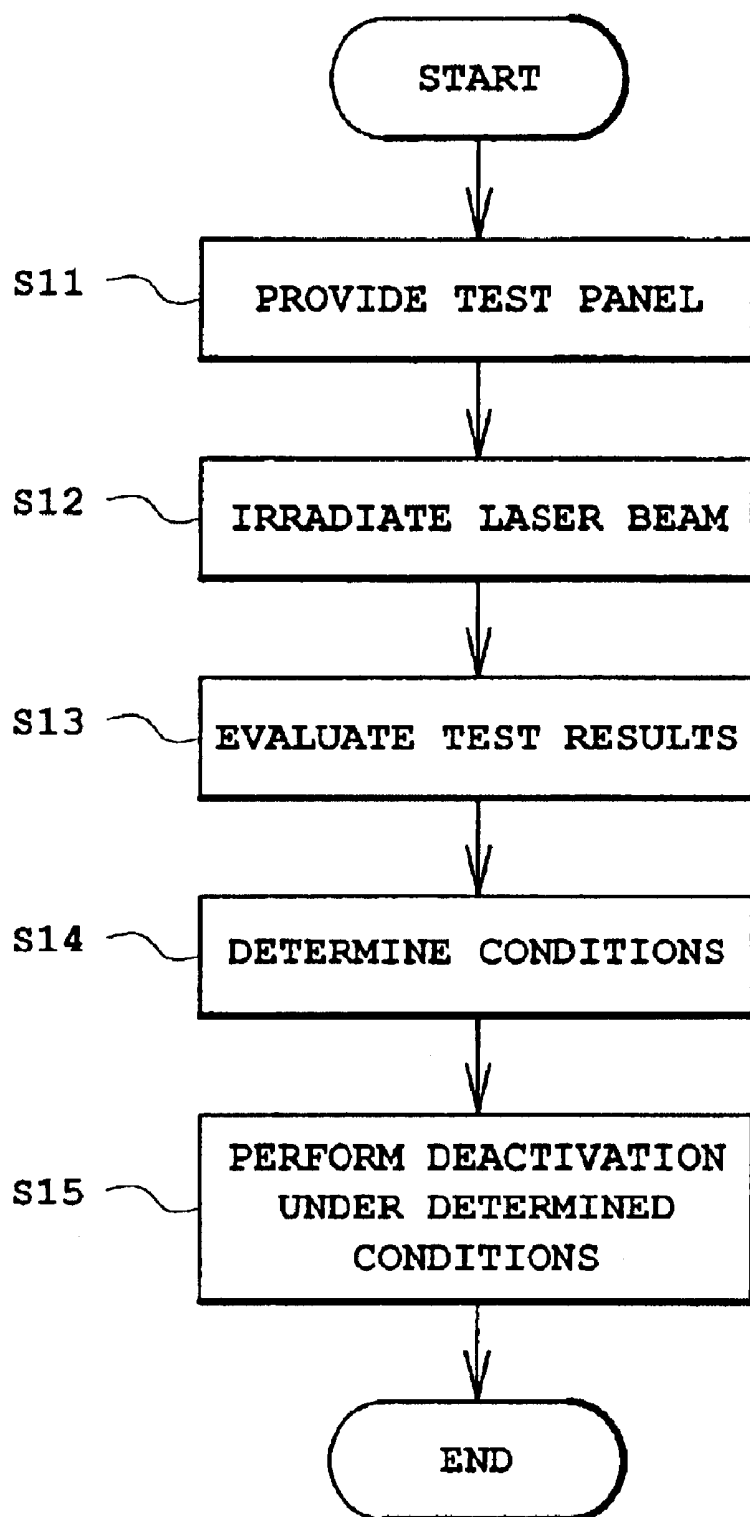 START
S11 PROVIDE TEST PANEL
S12 IRRADIATE LASER BEAM
S13 EVALUATE TEST RESULTS
S14 DETERMINE CONDITIONS
PERFORM DEACTIVATION
S15 UNDER DETERMINED
CONDITIONS
END